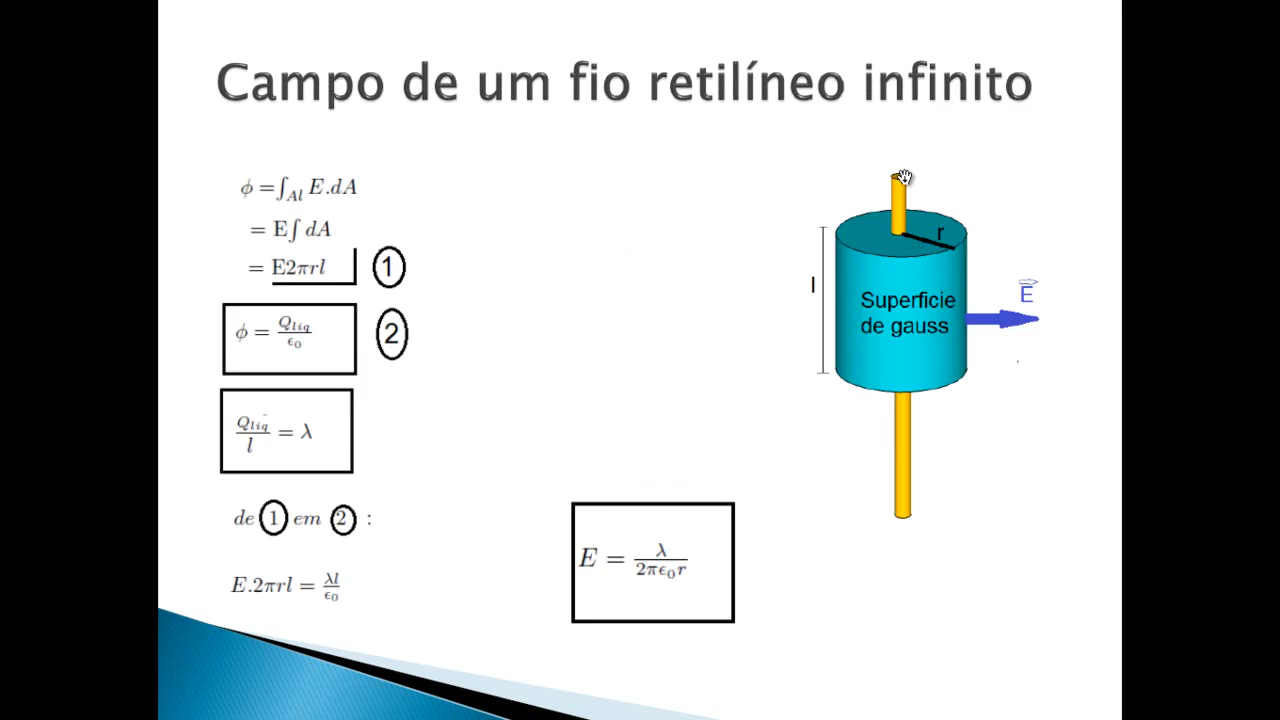 Campo de um fio retilíneo infinito
ϕ =∫_Al E.dA
= E∫ dA
= E2πrl 1
ϕ = Q_liq/ϵ₀ 2
Q_liq/l = λ
de 1 em 2 :
E.2πrl = λl/ϵ₀
E = λ/2πϵ₀r
r
l
Superficie
de gauss
E⃗